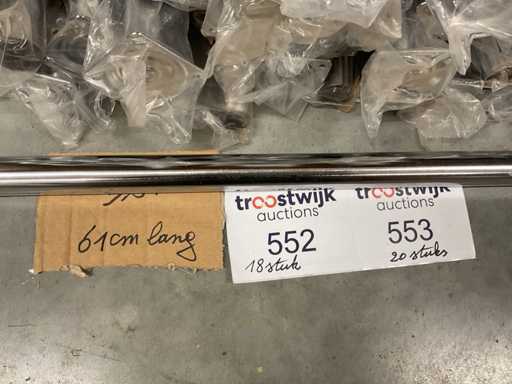 61cm lang
troostwijk
auctions
552
18 stuk
troostwijk
auctions
553
20 stuks